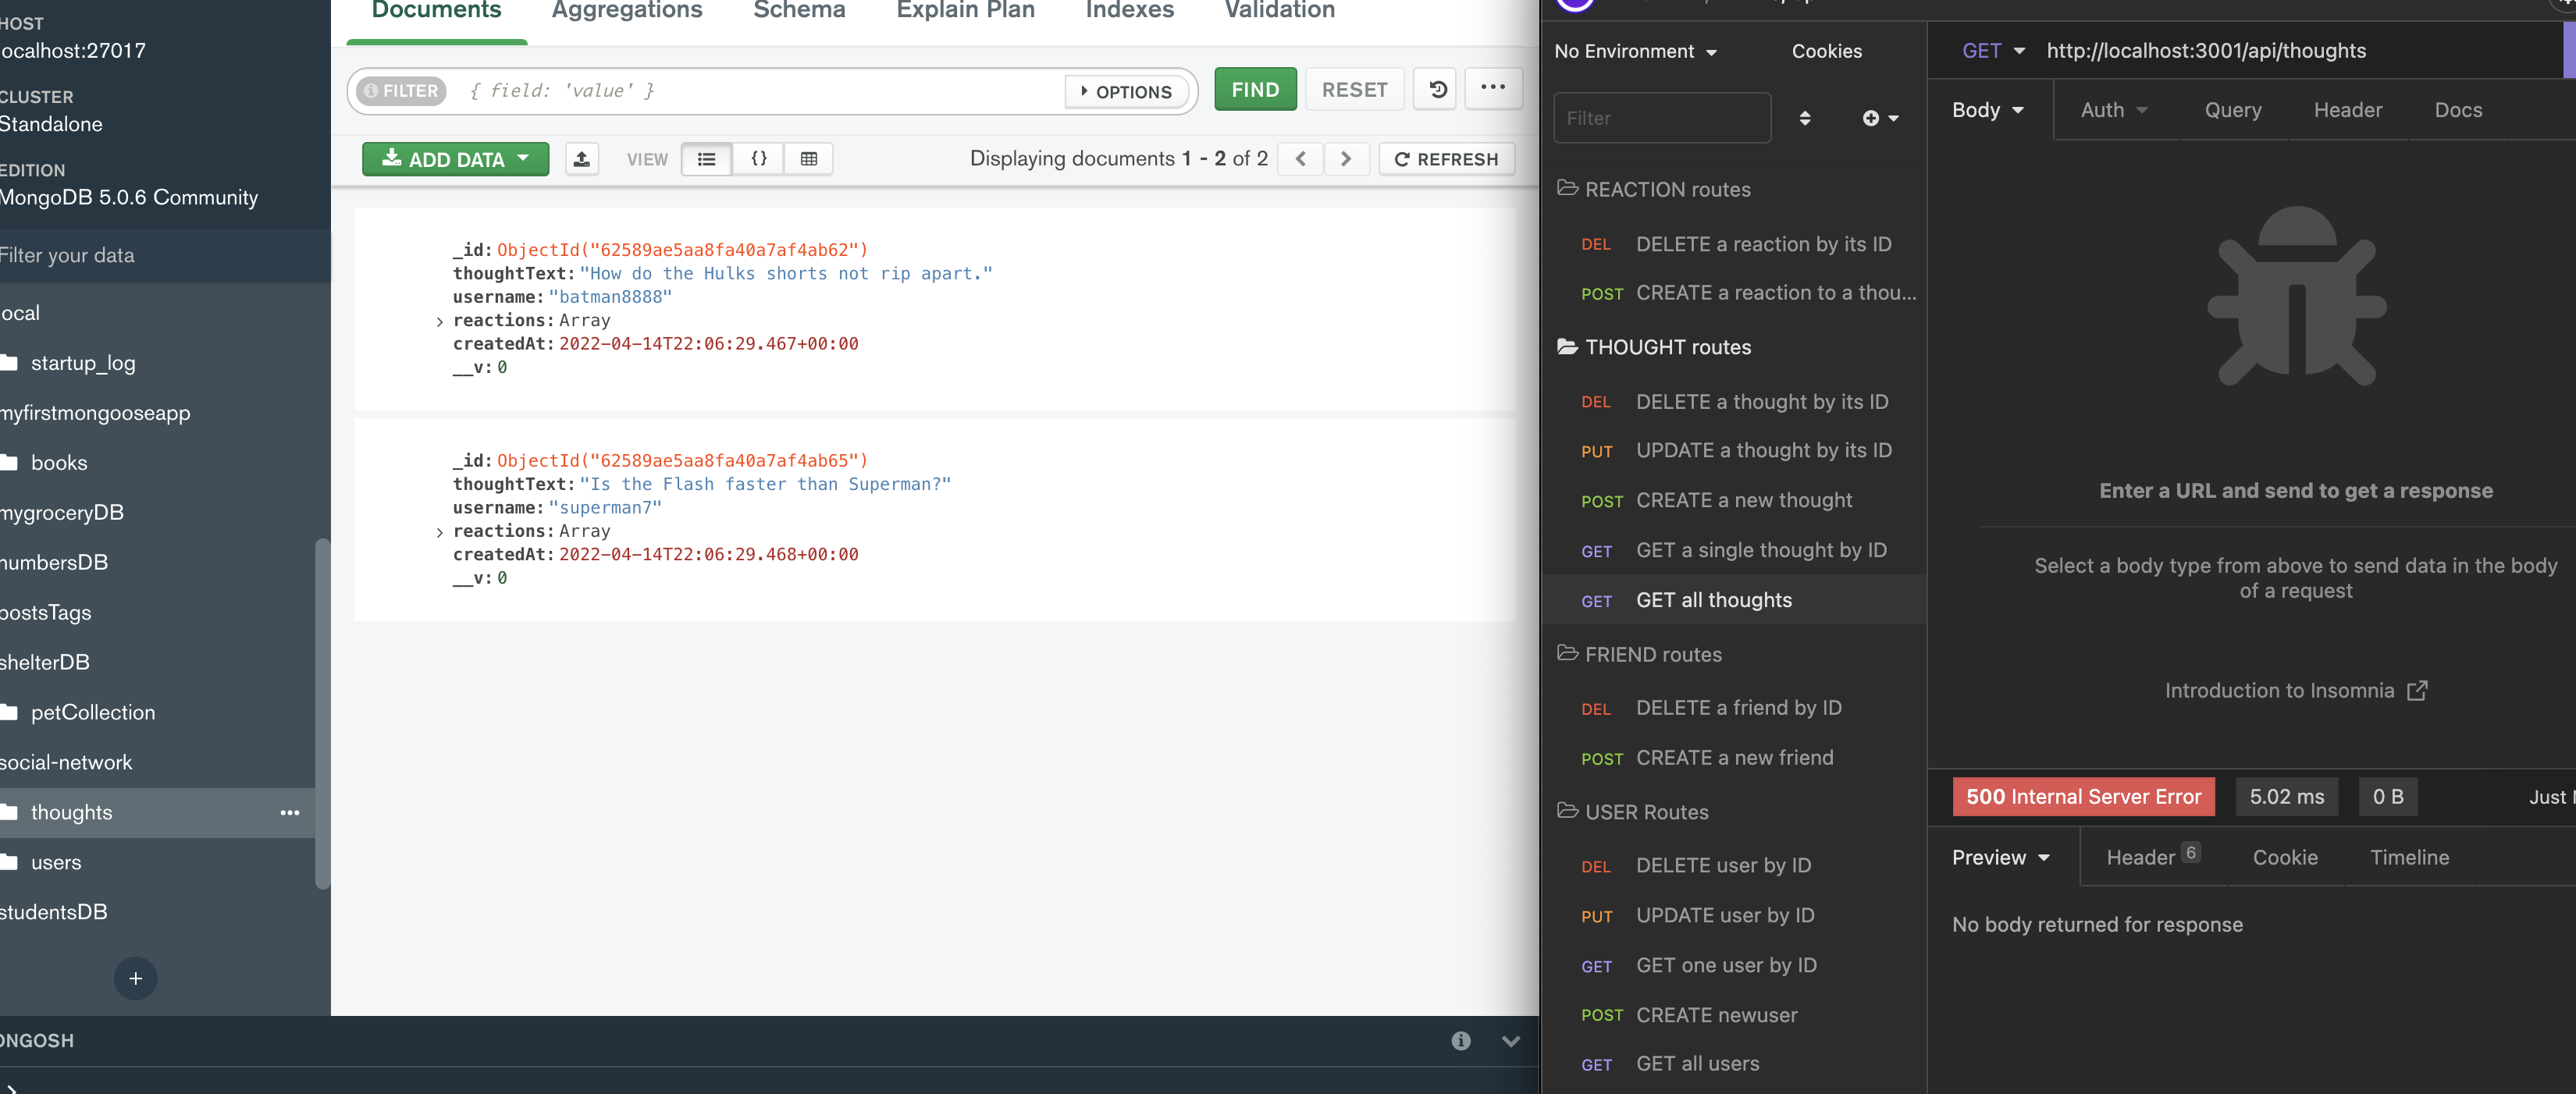 HOST
localhost:27017
CLUSTER
Standalone
EDITION
MongoDB 5.0.6 Community
Filter your data
local
startup_log
myfirstmongooseapp
books
mygroceryDB
numbersDB
postsTags
shelterDB
petCollection
social-network
thoughts
users
studentsDB
+
ONGOSH
>
Documents
Aggregations
Schema
Explain Plan
Indexes
Validation
FILTER
{ field: 'value' }
OPTIONS
FIND
RESET
ADD DATA
VIEW
{}
Displaying documents 1 - 2 of 2
REFRESH
_id: ObjectId("62589ae5aa8fa40a7af4ab62")
thoughtText: "How do the Hulks shorts not rip apart."
username: "batman8888"
reactions: Array
createdAt: 2022-04-14T22:06:29.467+00:00
__v: 0
_id: ObjectId("62589ae5aa8fa40a7af4ab65")
thoughtText: "Is the Flash faster than Superman?"
username: "superman7"
reactions: Array
createdAt: 2022-04-14T22:06:29.468+00:00
__v: 0
No Environment
Cookies
Filter
REACTION routes
DEL DELETE a reaction by its ID
POST CREATE a reaction to a thou...
THOUGHT routes
DEL DELETE a thought by its ID
PUT UPDATE a thought by its ID
POST CREATE a new thought
GET GET a single thought by ID
GET GET all thoughts
FRIEND routes
DEL DELETE a friend by ID
POST CREATE a new friend
USER Routes
DEL DELETE user by ID
PUT UPDATE user by ID
GET GET one user by ID
POST CREATE newuser
GET GET all users
GET http://localhost:3001/api/thoughts
Body
Auth
Query
Header
Docs
Enter a URL and send to get a response
Select a body type from above to send data in the body
of a request
Introduction to Insomnia
500 Internal Server Error
5.02 ms
0 B
Just
Preview
Header 6
Cookie
Timeline
No body returned for response